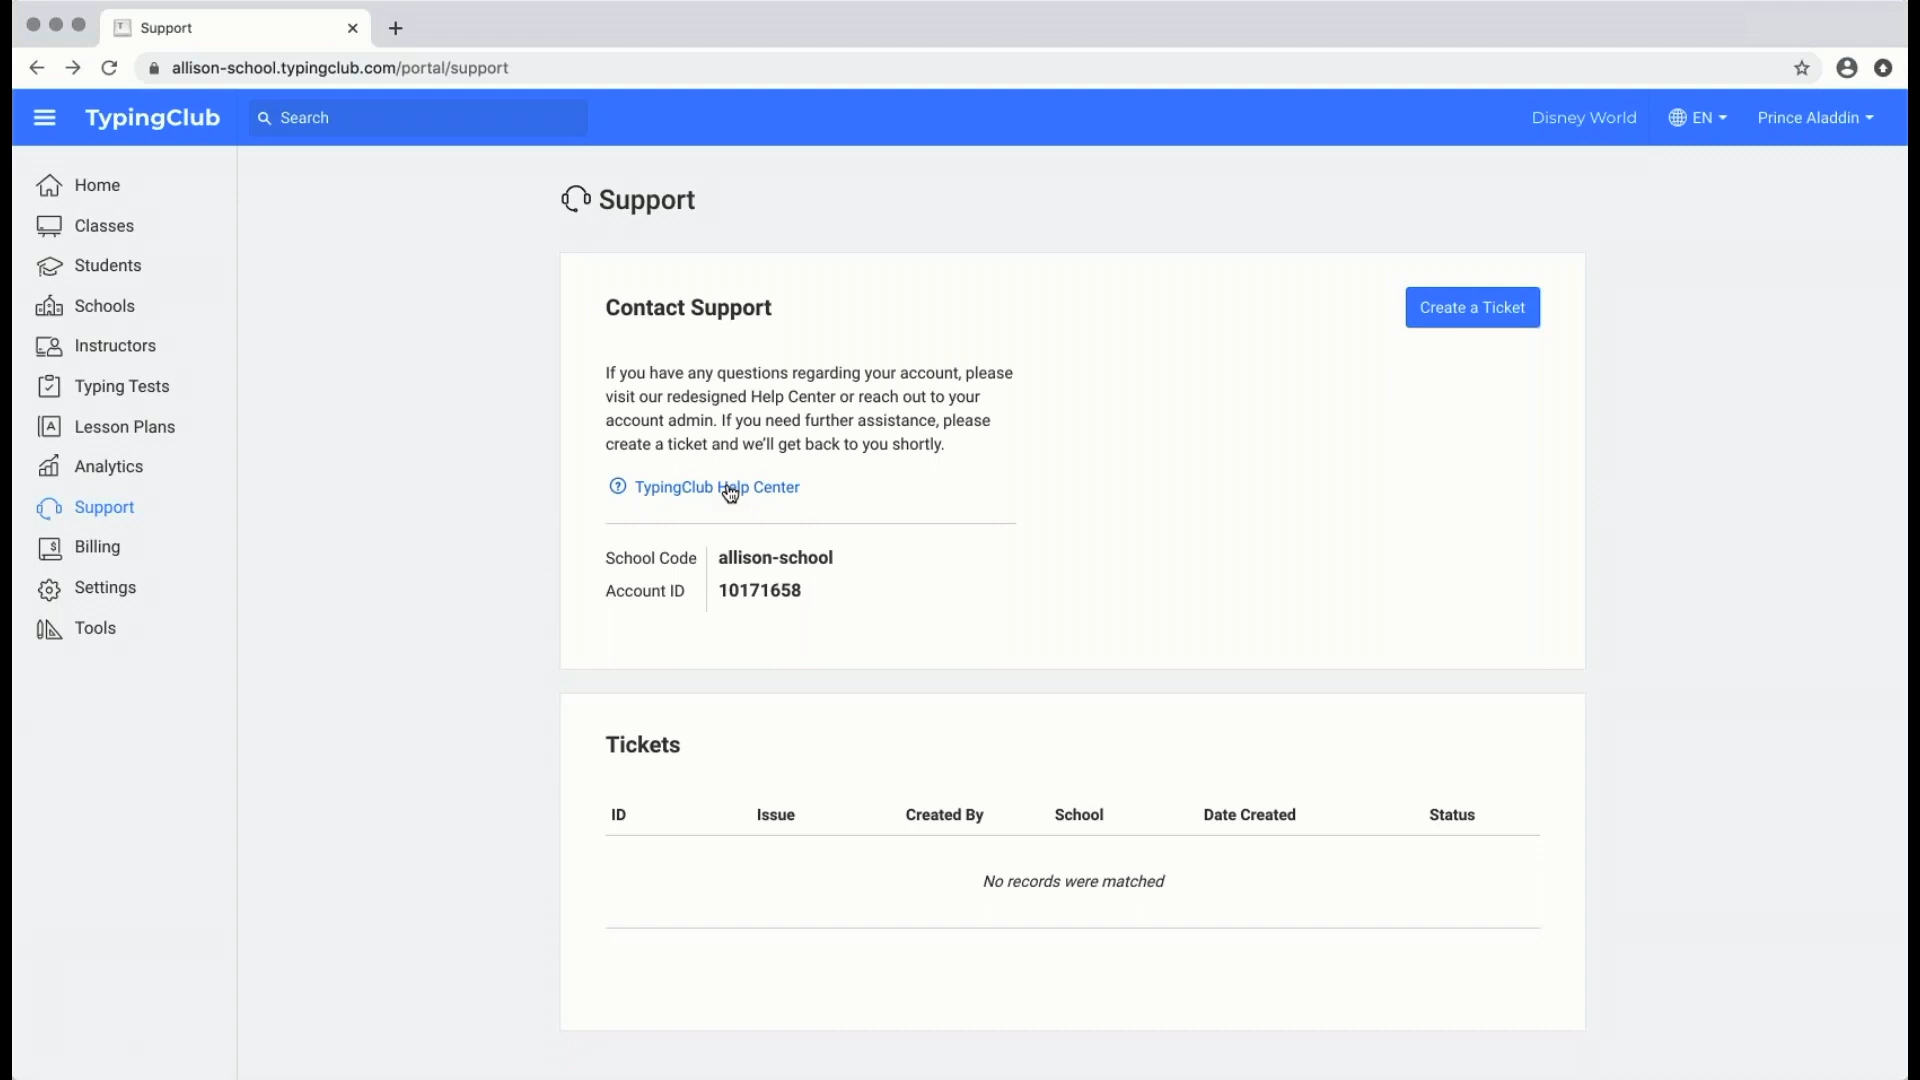 Support
allison-school.typingclub.com/portal/support
TypingClub
Search
Disney World
EN
Prince Aladdin
Home
Classes
Students
Schools
Instructors
Typing Tests
Lesson Plans
Analytics
Support
Billing
Settings
Tools
Support
Contact Support
Create a Ticket
If you have any questions regarding your account, please
visit our redesigned Help Center or reach out to your
account admin. If you need further assistance, please
create a ticket and we'll get back to you shortly.
TypingClub Help Center
School Code allison-school
Account ID 10171658
Tickets
ID Issue Created By School Date Created Status
No records were matched